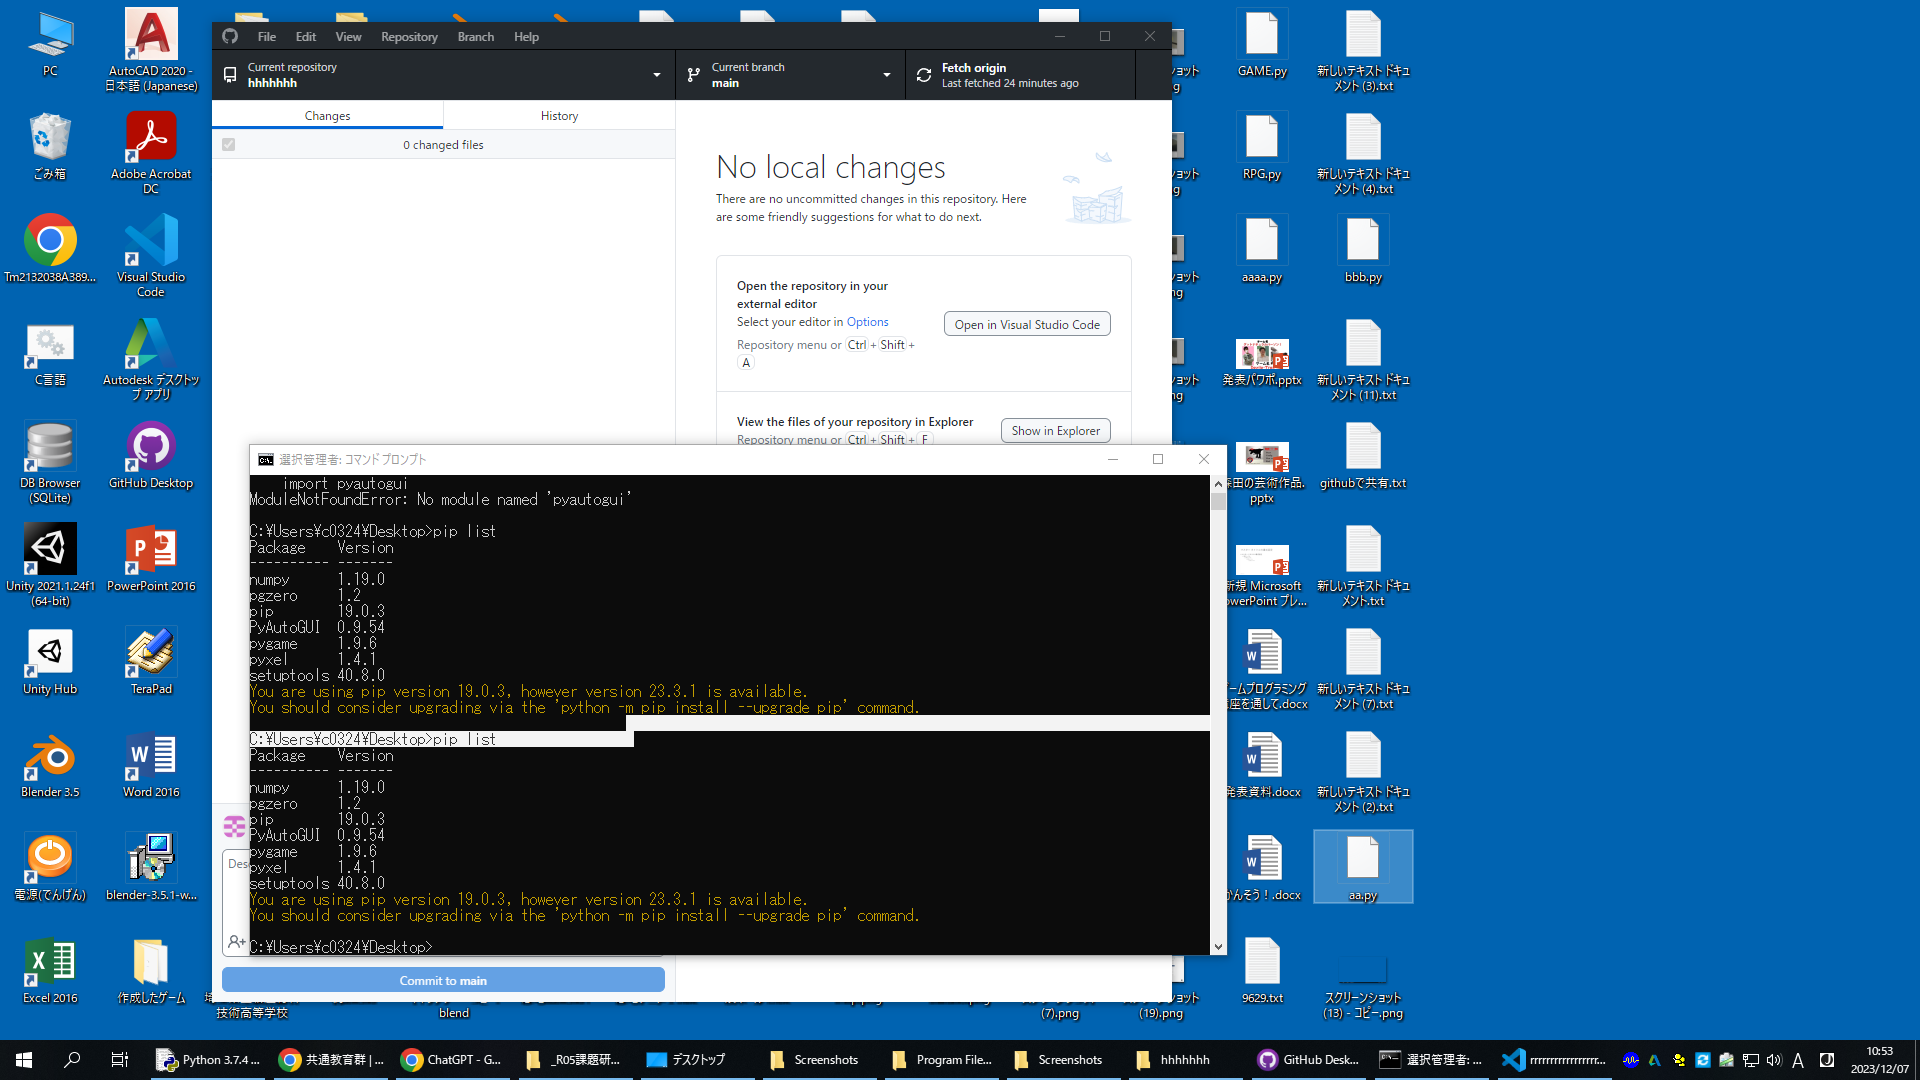 PC
AutoCAD 2020 -
日本語 (Japanese)
ごみ箱
Adobe Acrobat
DC
Tm2132038A389...
Visual Studio
Code
C言語
Autodesk デスクトッ
プ アプリ
DB Browser
(SQLite)
GitHub Desktop
Unity 2021.1.24f1
(64-bit)
PowerPoint 2016
Unity Hub
TeraPad
Blender 3.5
Word 2016
電源(でんげん)
blender-3.5.1-w...
Excel 2016
作成したゲーム
技術高等学校
blend
File Edit View Repository Branch Help
Current repository
hhhhhhh
Current branch
main
Fetch origin
Last fetched 24 minutes ago
Changes
History
0 changed files
No local changes
There are no uncommitted changes in this repository. Here
are some friendly suggestions for what to do next.
Open the repository in your
external editor
Select your editor in Options
Repository menu or Ctrl + Shift +
A
Open in Visual Studio Code
View the files of your repository in Explorer
Repository menu or Ctrl + Shift + F
Show in Explorer
Des
Commit to main
選択管理者: コマンド プロンプト
import pyautogui
ModuleNotFoundError: No module named 'pyautogui'
C:¥Users¥c0324¥Desktop>pip list
Package    Version
---------- -------
numpy      1.19.0
pgzero     1.2
pip        19.0.3
PyAutoGUI  0.9.54
pygame     1.9.6
pyxel      1.4.1
setuptools 40.8.0
You are using pip version 19.0.3, however version 23.3.1 is available.
You should consider upgrading via the 'python -m pip install --upgrade pip' command.
C:¥Users¥c0324¥Desktop>pip list
Package    Version
---------- -------
numpy      1.19.0
pgzero     1.2
pip        19.0.3
PyAutoGUI  0.9.54
pygame     1.9.6
pyxel      1.4.1
setuptools 40.8.0
You are using pip version 19.0.3, however version 23.3.1 is available.
You should consider upgrading via the 'python -m pip install --upgrade pip' command.
C:¥Users¥c0324¥Desktop>
(7).png
(19).png
GAME.py
新しいテキスト ドキュ
メント (3).txt
RPG.py
新しいテキスト ドキュ
メント (4).txt
aaaa.py
bbb.py
発表パワポ.pptx
新しいテキスト ドキュ
メント (11).txt
田の芸術作品.
pptx
githubで共有.txt
新規 Microsoft
owerPoint プレ...
新しいテキスト ドキュ
メント.txt
ームプログラミング
座を通して.docx
新しいテキスト ドキュ
メント (7).txt
発表資料.docx
新しいテキスト ドキュ
メント (2).txt
かんそう！.docx
aa.py
9629.txt
スクリーンショット
(13) - コピー.png
Python 3.7.4 ...
共通教育群 | ...
ChatGPT - G...
_R05課題研...
デスクトップ
Screenshots
Program File...
Screenshots
hhhhhhh
GitHub Desk...
選択管理者: ...
A
10:53
2023/12/07